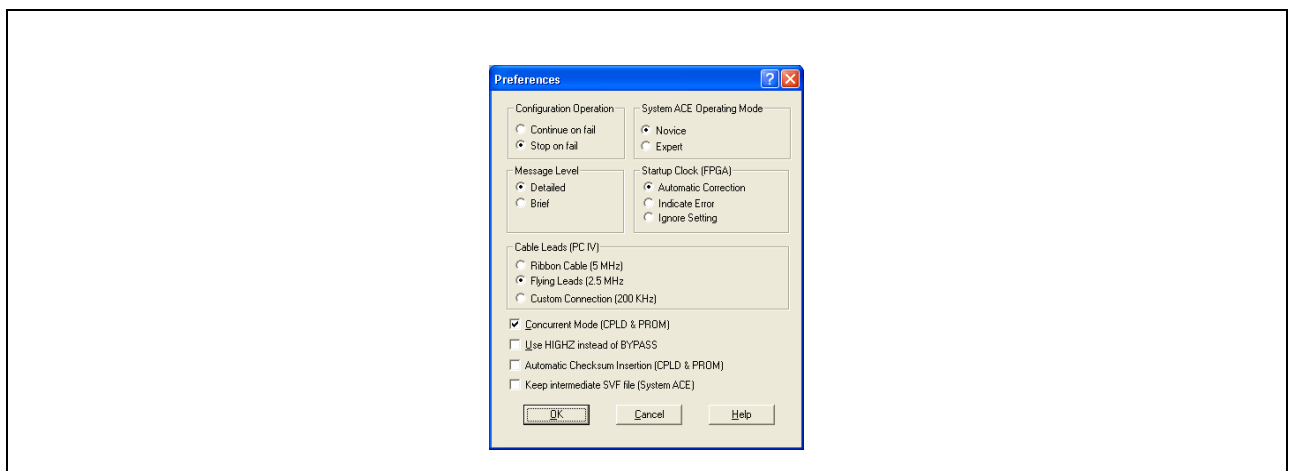 Preferences
Configuration Operation
Continue on fail
Stop on fail
System ACE Operating Mode
Novice
Expert
Message Level
Detailed
Brief
Startup Clock (FPGA)
Automatic Correction
Indicate Error
Ignore Setting
Cable Leads (PC IV)
Ribbon Cable (5 MHz)
Flying Leads (2.5 MHz
Custom Connection (200 KHz)
Concurrent Mode (CPLD & PROM)
Use HIGHZ instead of BYPASS
Automatic Checksum Insertion (CPLD & PROM)
Keep intermediate SVF file (System ACE)
OK Cancel Help